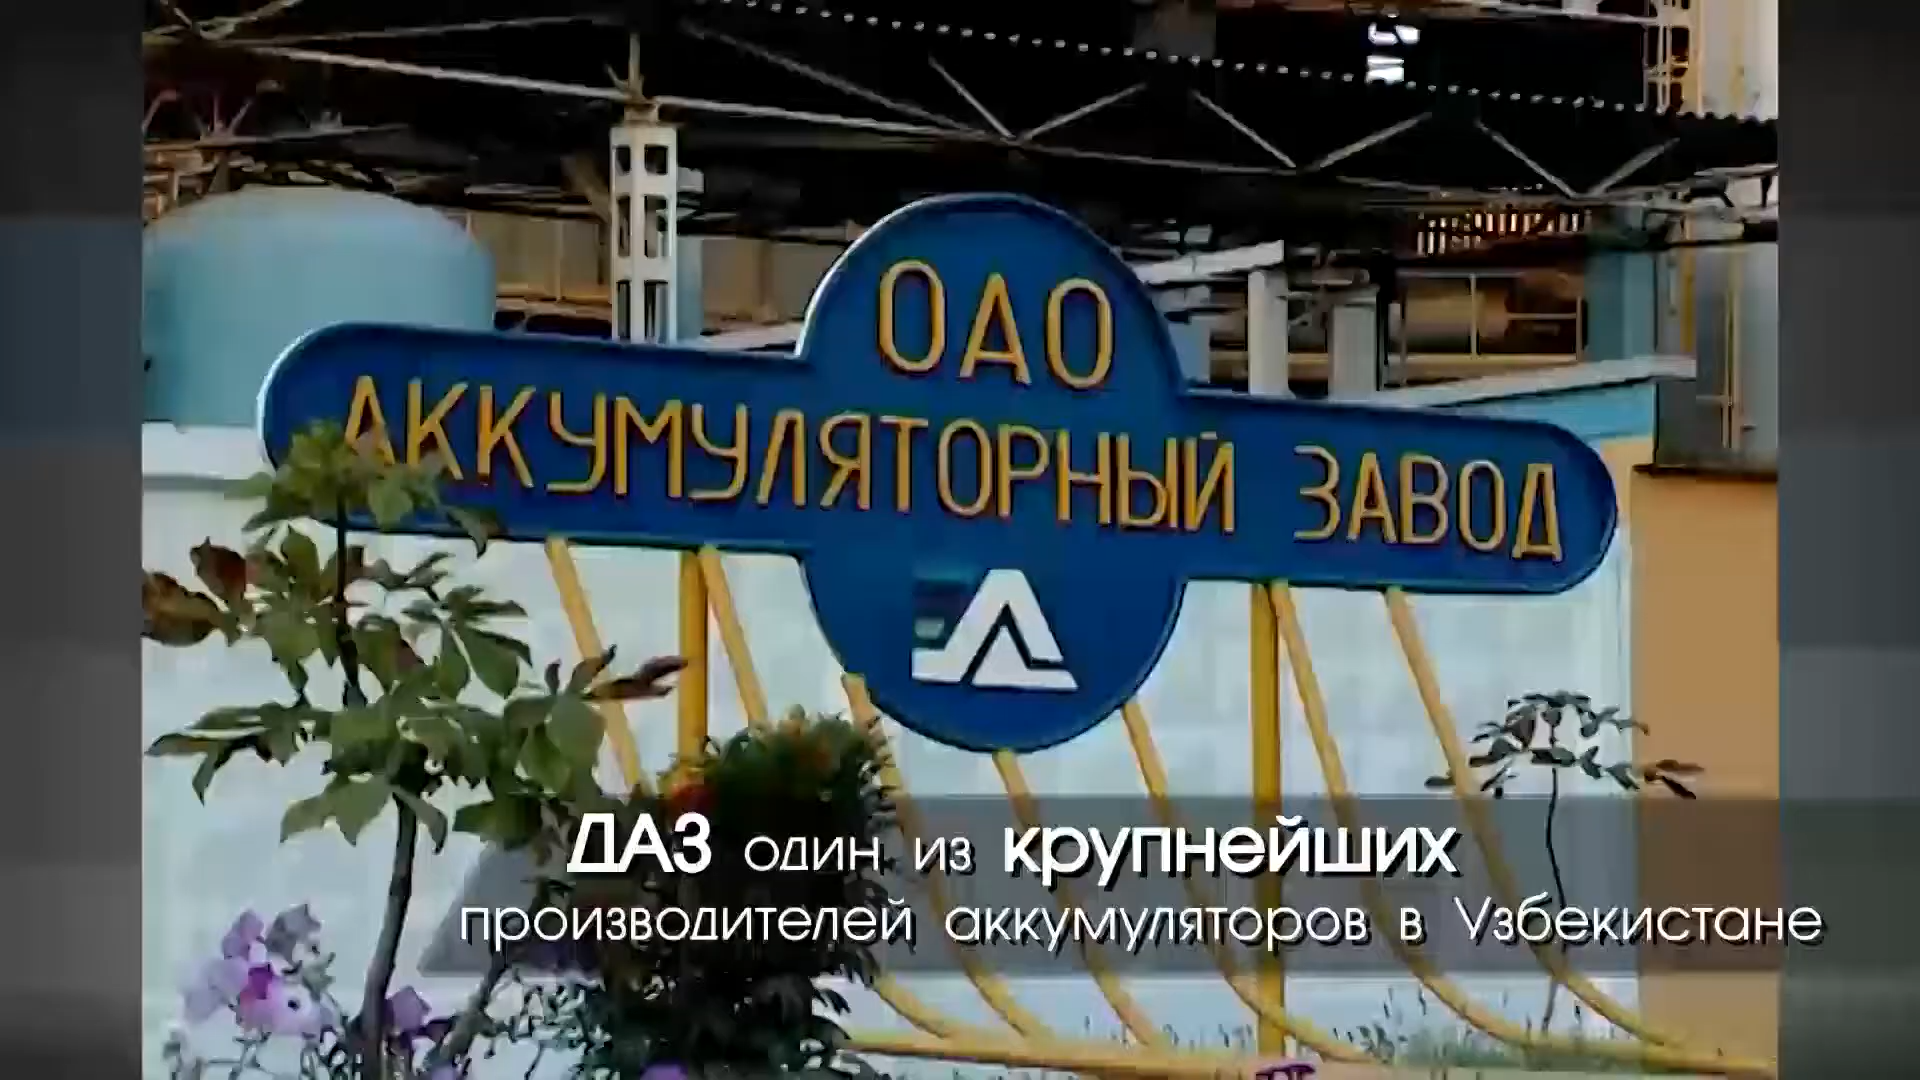 ОАО
АККУМУЛЯТОРНЫЙ ЗАВОД
ДАЗ один из крупнейших
производителей аккумуляторов в Узбекистане